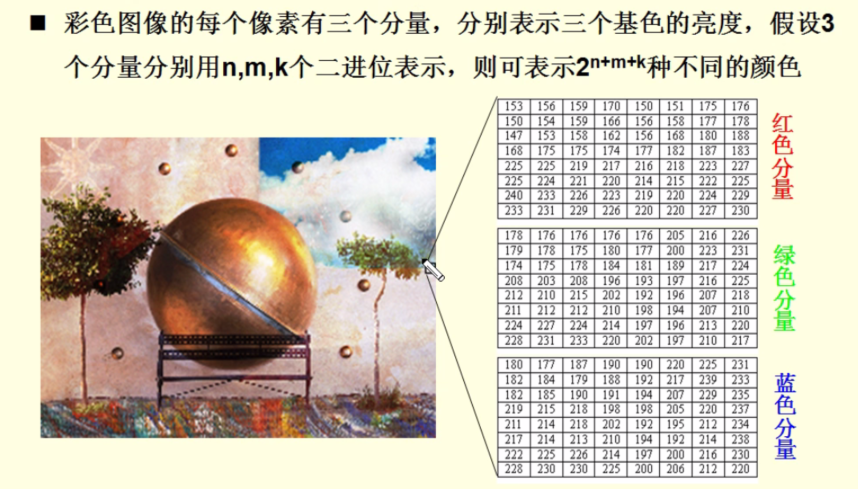 ■ 彩色图像的每个像素有三个分量，分别表示三个基色的亮度，假设3
个分量分别用n,m,k个二进位表示，则可表示2ⁿ⁺ᵐ⁺ᵏ种不同的颜色
153 156 159 170 150 151 175 176
150 154 159 166 156 158 177 178
147 153 158 162 156 168 180 188
168 175 175 174 177 182 187 183
225 225 219 217 216 218 223 227
225 224 221 220 214 215 222 225
240 233 226 223 219 220 224 229
233 231 229 226 220 220 227 230
红色分量
178 176 176 176 176 205 216 226
179 178 175 180 177 200 223 231
174 175 178 184 181 189 217 224
208 203 208 196 193 197 216 225
212 210 215 202 192 196 207 218
211 212 212 210 198 194 207 210
224 227 224 214 197 196 213 220
228 231 233 220 202 197 210 217
绿色分量
180 177 187 190 190 220 225 231
182 184 179 188 192 217 239 233
182 185 190 191 194 207 229 235
219 215 218 198 198 205 220 237
211 214 218 202 192 195 212 234
217 214 213 210 194 192 214 238
222 225 226 214 197 200 216 230
228 230 230 225 200 206 212 220
蓝色分量